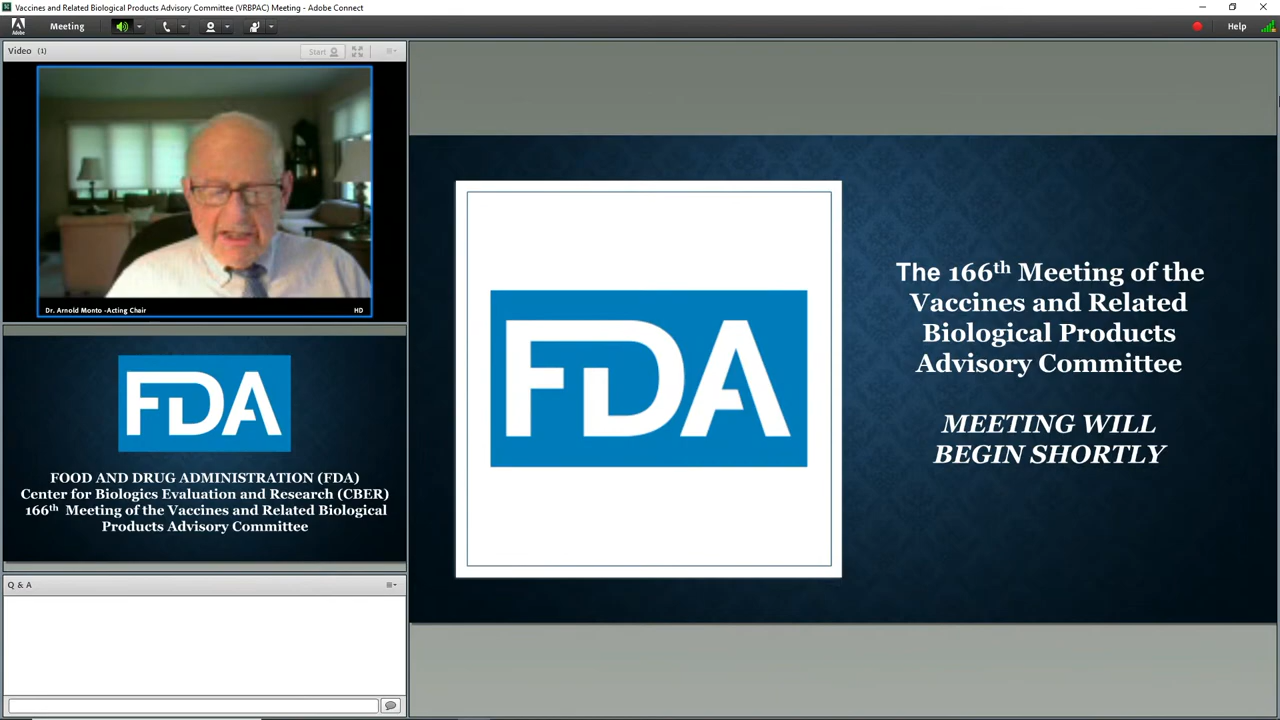 Vaccines and Related Biological Products Advisory Committee (VRBPAC) Meeting - Adobe Connect
Adobe
Meeting
Help
Video (1)
Start
Dr. Arnold Monto -Acting Chair
HD
FDA
FOOD AND DRUG ADMINISTRATION (FDA)
Center for Biologics Evaluation and Research (CBER)
166th Meeting of the Vaccines and Related Biological
Products Advisory Committee
Q & A
FDA
The 166th Meeting of the
Vaccines and Related
Biological Products
Advisory Committee
MEETING WILL
BEGIN SHORTLY